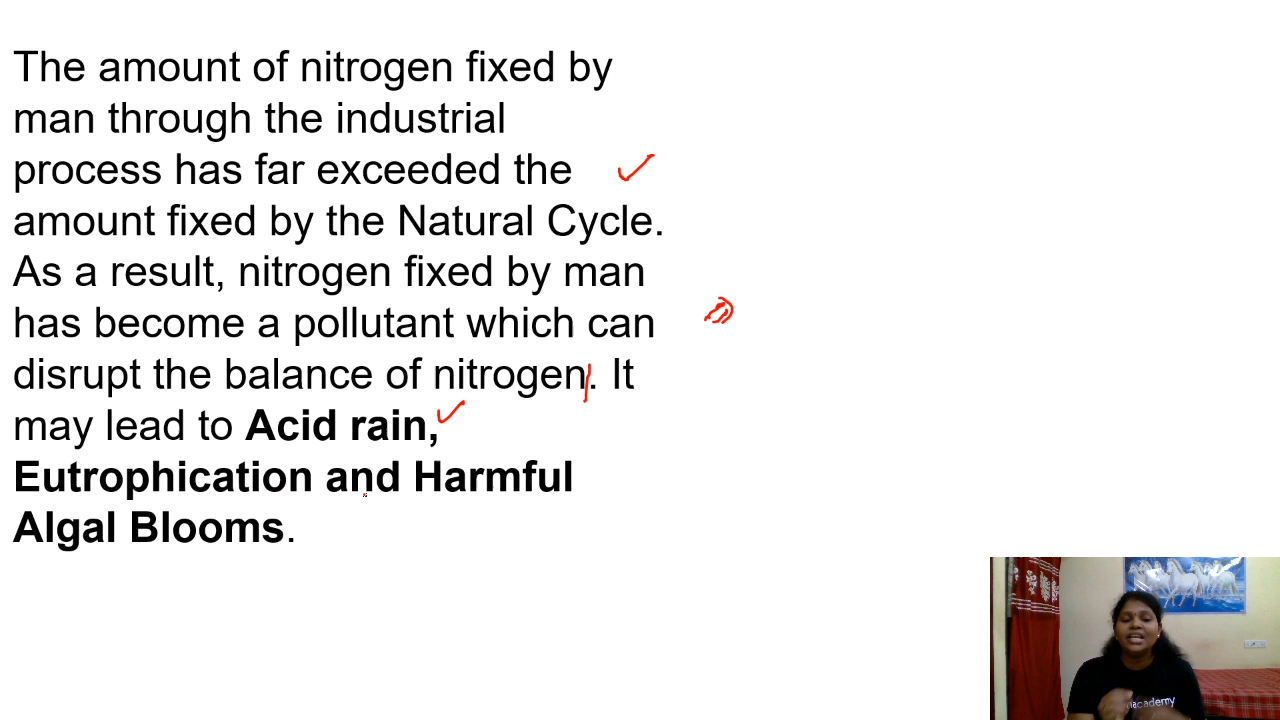 The amount of nitrogen fixed by
man through the industrial
process has far exceeded the
amount fixed by the Natural Cycle.
As a result, nitrogen fixed by man
has become a pollutant which can
disrupt the balance of nitrogen. It
may lead to Acid rain,
Eutrophication and Harmful
Algal Blooms.